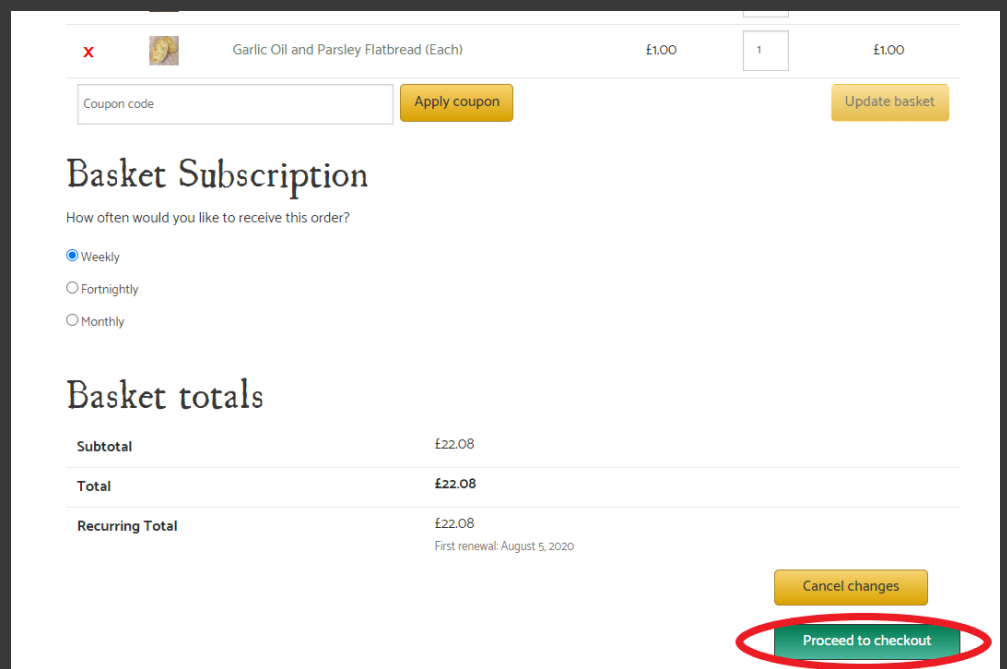 x Garlic Oil and Parsley Flatbread (Each) £1.00 1 £1.00
Coupon code Apply coupon Update basket
Basket Subscription
How often would you like to receive this order?
Weekly
Fortnightly
Monthly
Basket totals
Subtotal £22.08
Total £22.08
Recurring Total £22.08
First renewal: August 5, 2020
Cancel changes
Proceed to checkout